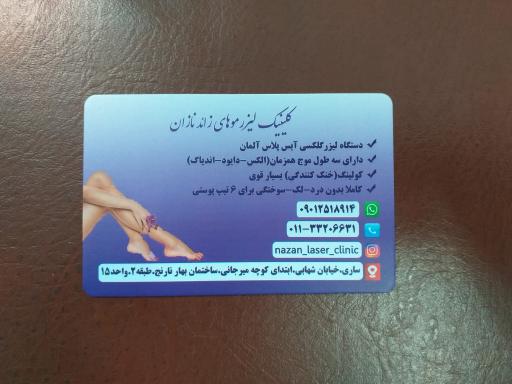 کلینیک لیزر موهای زائد نازان
دستگاه لیزر گلکسی آیس پلاس آلمان
دارای سه طول موج همزمان(الکس-دایود-اندیاگ)
کولینگ(خنک کنندگی) بسیار قوی
کاملا بدون درد-لک-سوختگی برای ۶ تیپ پوستی
۰۹۰۱۲۵۱۸۹۱۴
۰۱۱-۳۳۲۰۶۶۳۱
nazan_laser_clinic
ساری،خیابان شهابی،ابتدای کوچه میرجانی،ساختمان بهار نارنج،طبقه۲،واحد۱۵